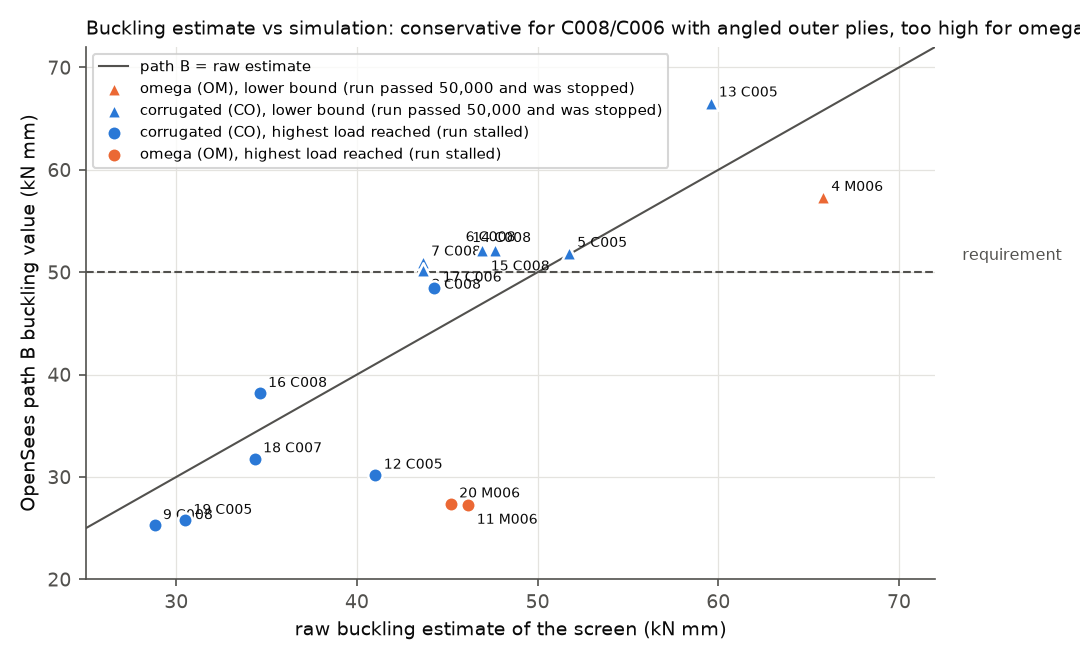 Buckling estimate vs simulation: conservative for C008/C006 with angled outer plies, too high for omega
path B = raw estimate
omega (OM), lower bound (run passed 50,000 and was stopped)
corrugated (CO), lower bound (run passed 50,000 and was stopped)
corrugated (CO), highest load reached (run stalled)
omega (OM), highest load reached (run stalled)
OpenSees path B buckling value (kN mm)
70
60
50
40
30
20
13 C005
4 M006
14 C008
7 C008
5 C005
15 C008
17 C006
C008
requirement
16 C008
18 C007
12 C005
20 M006
11 M006
9 C008
19 C005
30
40
50
60
70
raw buckling estimate of the screen (kN mm)